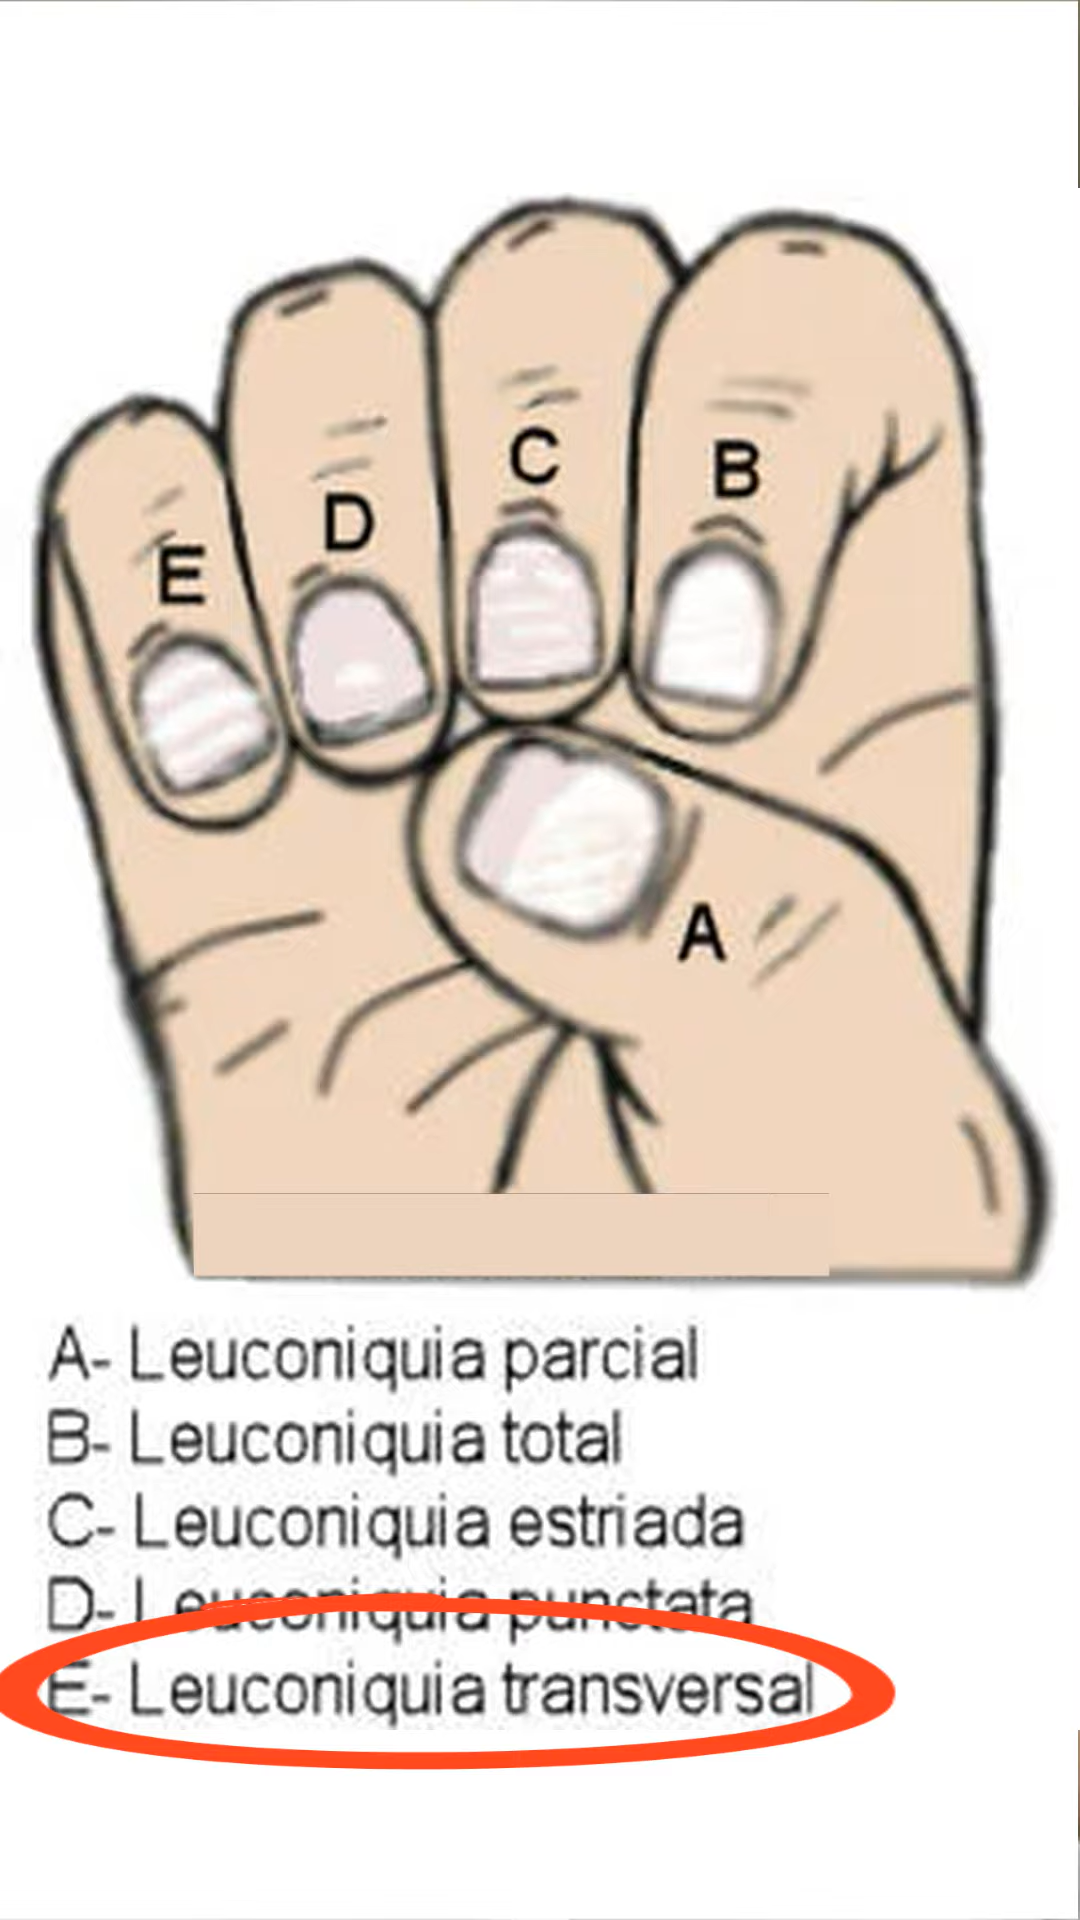 C
B
D
E
A
A- Leuconiquia parcial
B- Leuconiquia total
C- Leuconiquia estriada
D- Leuconiquia punctata
E- Leuconiquia transversal